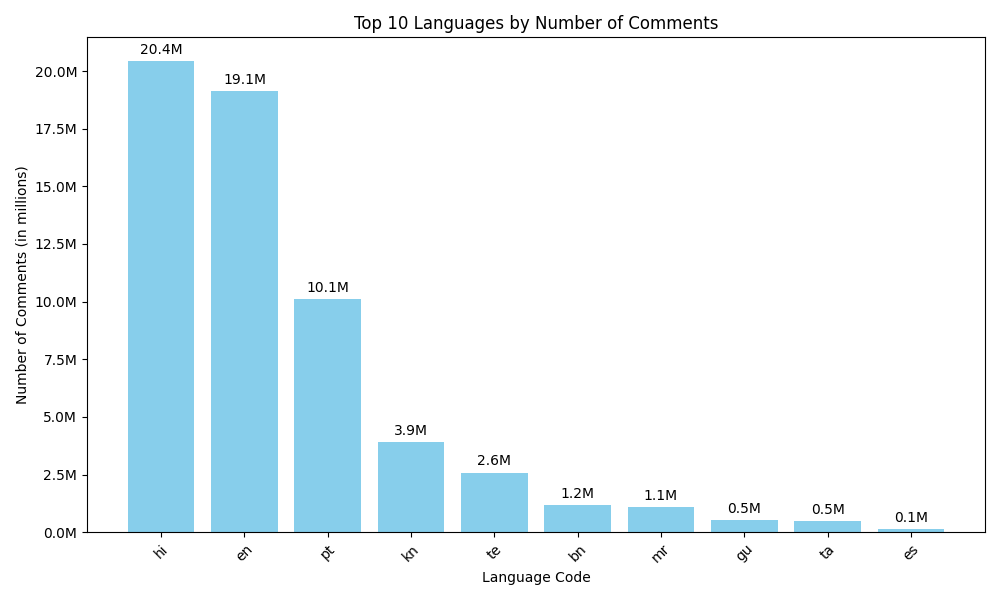 Top 10 Languages by Number of Comments
Number of Comments (in millions)
20.0M
17.5M
15.0M
12.5M
10.0M
7.5M
5.0M
2.5M
0.0M
20.4M
19.1M
10.1M
3.9M
2.6M
1.2M
1.1M
0.5M
0.5M
0.1M
hi
en
pt
kn
te
bn
mr
gu
ta
es
Language Code